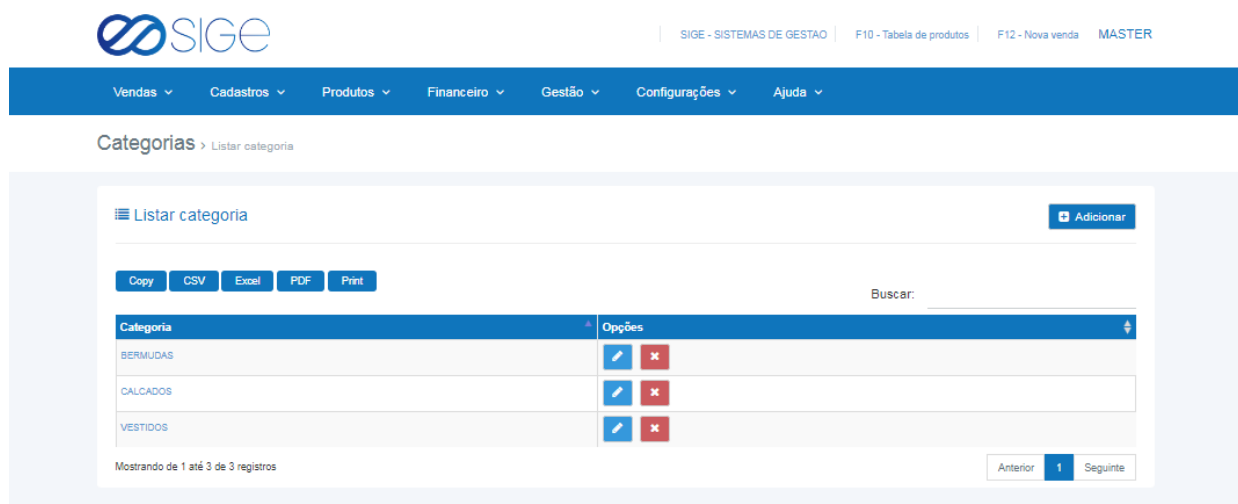 SIGE
SIGE - SISTEMAS DE GESTAO F10 - Tabela de produtos F12 - Nova venda MASTER
Vendas Cadastros Produtos Financeiro Gestão Configurações Ajuda
Categorias > Listar categoria
Listar categoria Adicionar
Copy CSV Excel PDF Print
Buscar:
Categoria Opções
BERMUDAS
CALCADOS
VESTIDOS
Mostrando de 1 até 3 de 3 registros Anterior 1 Seguinte